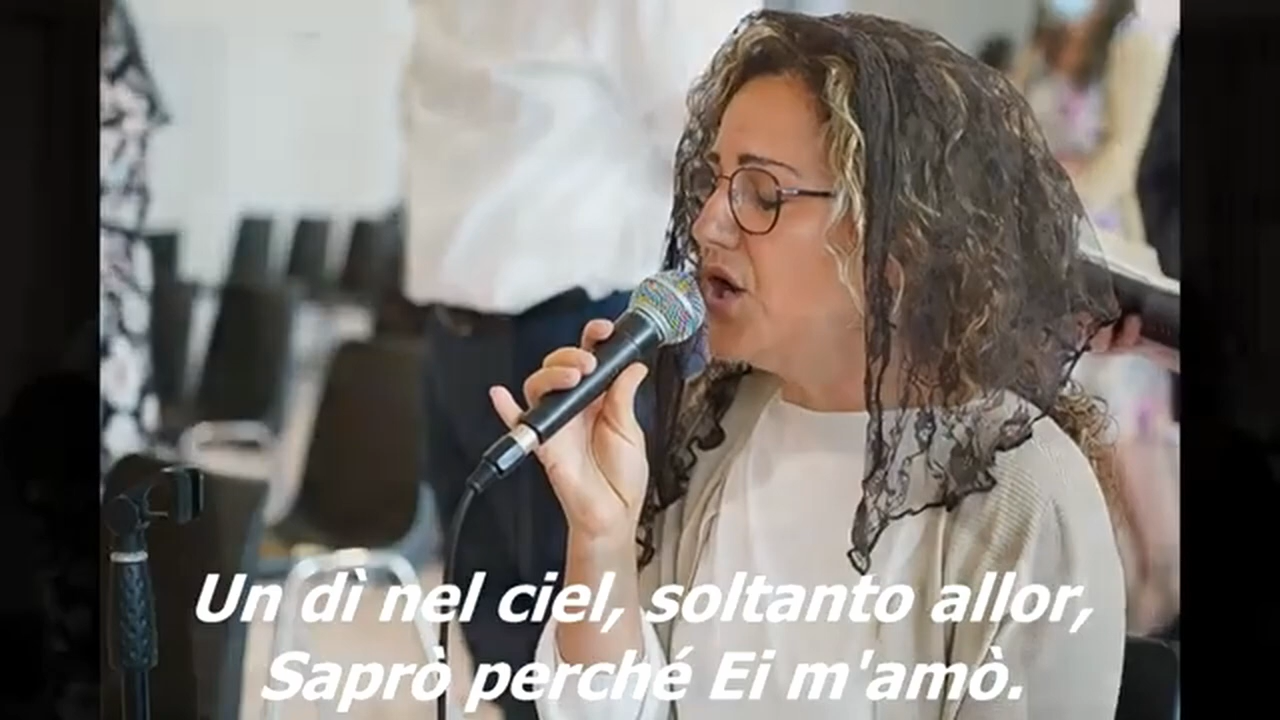 Un dì nel ciel, soltanto allor,
Saprò perché Ei m'amò.